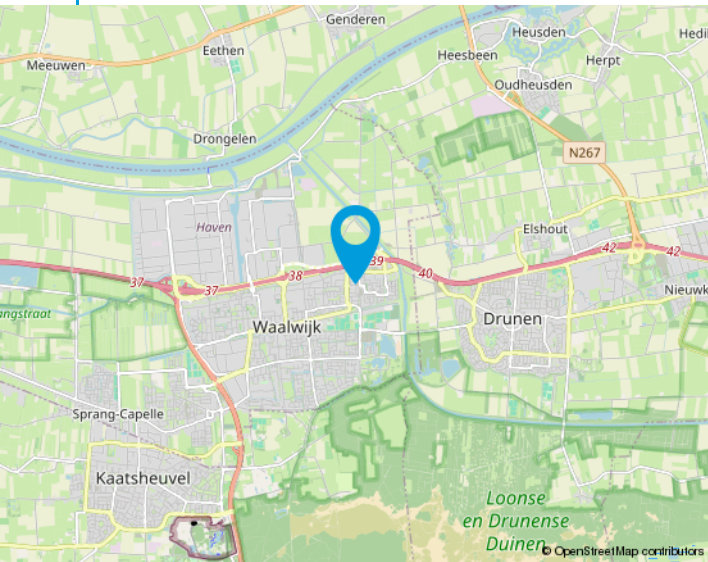 Genderen
Heusden
Hedi
Eethen
Heesbeen
Herpt
Meeuwen
Oudheusden
Drongelen
N267
Haven
Elshout
39
42
42
37
38
40
37
Nieuwk
angstraat
Waalwijk
Drunen
Sprang-Capelle
Kaatsheuvel
Loonse
en Drunense
Duinen
© OpenStreetMap contributors